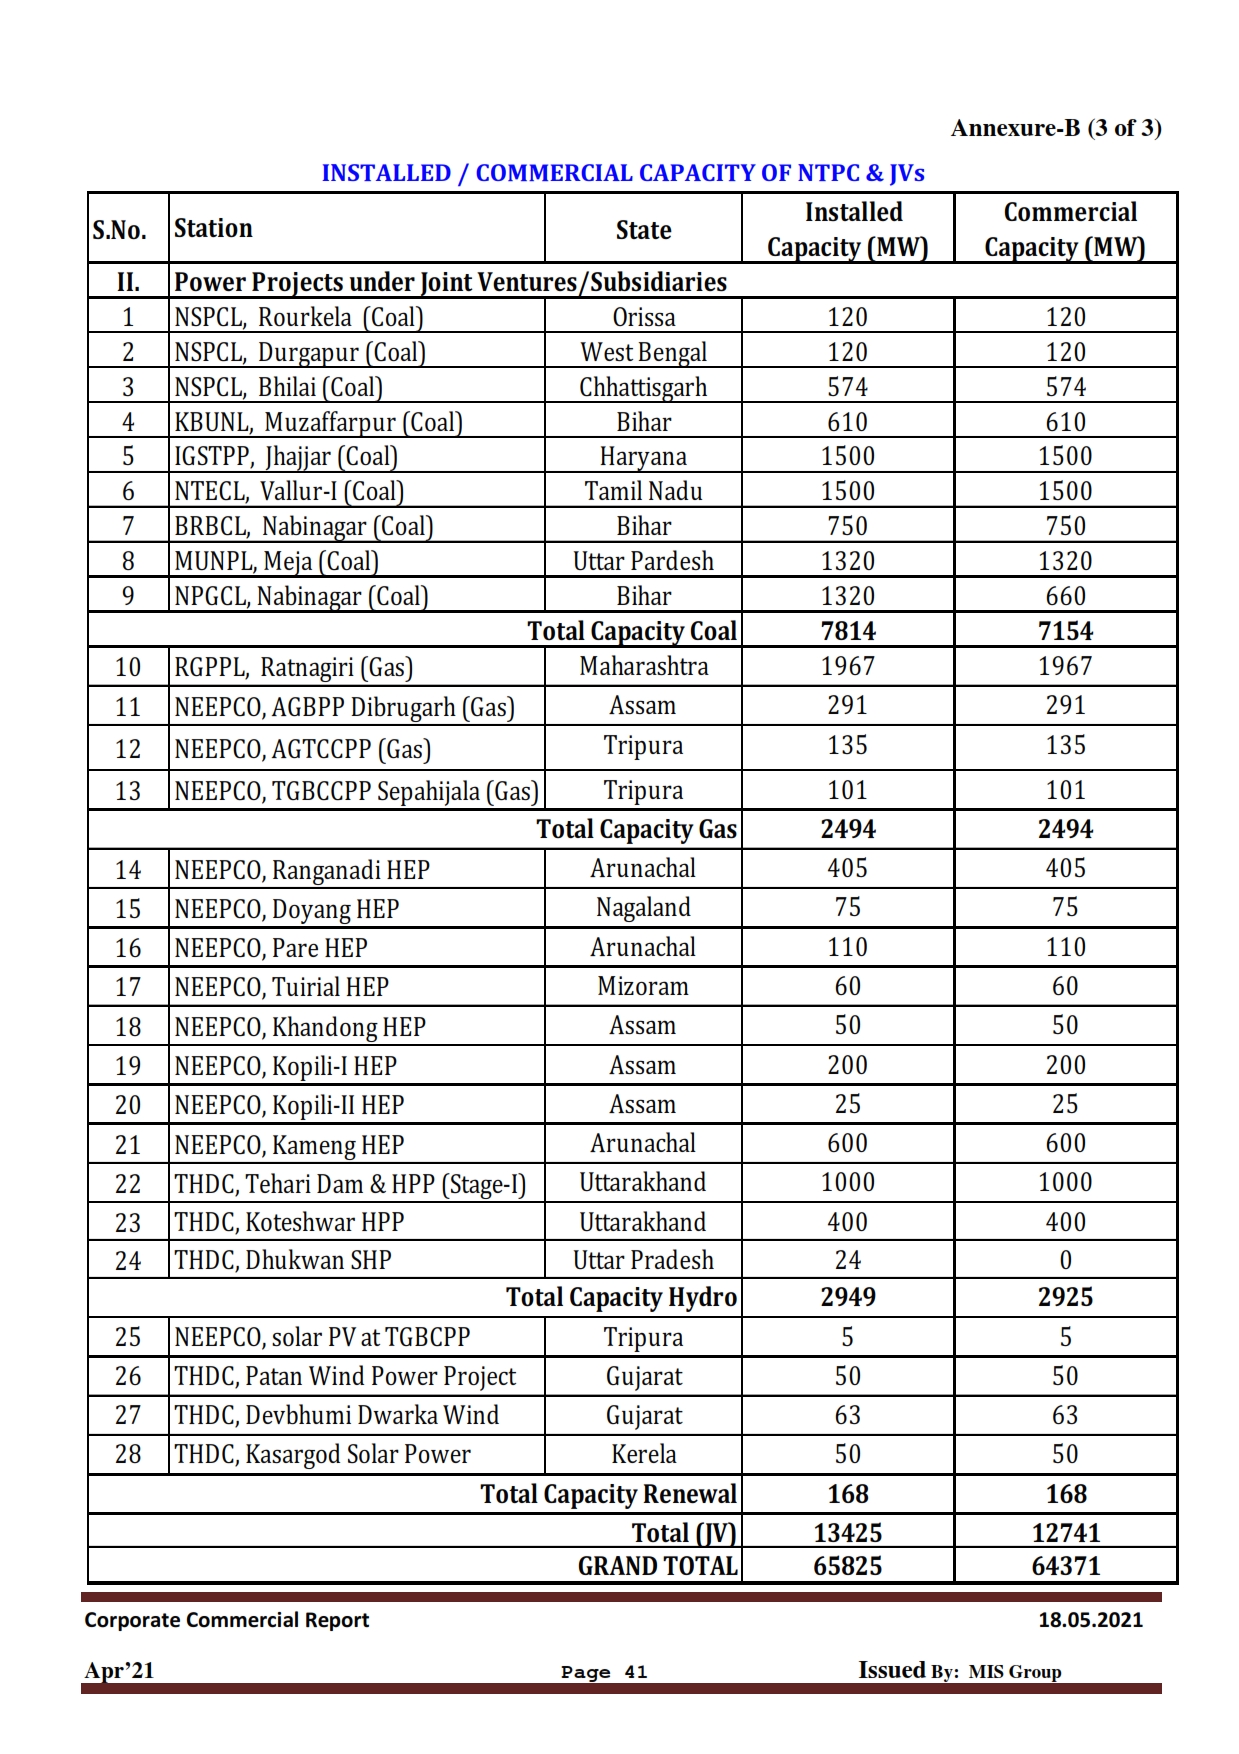 Annexure-B (3 of 3)
INSTALLED / COMMERCIAL CAPACITY OF NTPC & JVs
S.No. Station State Installed Capacity (MW) Commercial Capacity (MW)
II. Power Projects under Joint Ventures/Subsidiaries
1 NSPCL, Rourkela (Coal) Orissa 120 120
2 NSPCL, Durgapur (Coal) West Bengal 120 120
3 NSPCL, Bhilai (Coal) Chhattisgarh 574 574
4 KBUNL, Muzaffarpur (Coal) Bihar 610 610
5 IGSTPP, Jhajjar (Coal) Haryana 1500 1500
6 NTECL, Vallur-I (Coal) Tamil Nadu 1500 1500
7 BRBCL, Nabinagar (Coal) Bihar 750 750
8 MUNPL, Meja (Coal) Uttar Pardesh 1320 1320
9 NPGCL, Nabinagar (Coal) Bihar 1320 660
Total Capacity Coal 7814 7154
10 RGPPL, Ratnagiri (Gas) Maharashtra 1967 1967
11 NEEPCO, AGBPP Dibrugarh (Gas) Assam 291 291
12 NEEPCO, AGTCCPP (Gas) Tripura 135 135
13 NEEPCO, TGBCCPP Sepahijala (Gas) Tripura 101 101
Total Capacity Gas 2494 2494
14 NEEPCO, Ranganadi HEP Arunachal 405 405
15 NEEPCO, Doyang HEP Nagaland 75 75
16 NEEPCO, Pare HEP Arunachal 110 110
17 NEEPCO, Tuirial HEP Mizoram 60 60
18 NEEPCO, Khandong HEP Assam 50 50
19 NEEPCO, Kopili-I HEP Assam 200 200
20 NEEPCO, Kopili-II HEP Assam 25 25
21 NEEPCO, Kameng HEP Arunachal 600 600
22 THDC, Tehari Dam & HPP (Stage-I) Uttarakhand 1000 1000
23 THDC, Koteshwar HPP Uttarakhand 400 400
24 THDC, Dhukwan SHP Uttar Pradesh 24 0
Total Capacity Hydro 2949 2925
25 NEEPCO, solar PV at TGBCPP Tripura 5 5
26 THDC, Patan Wind Power Project Gujarat 50 50
27 THDC, Devbhumi Dwarka Wind Gujarat 63 63
28 THDC, Kasargod Solar Power Kerela 50 50
Total Capacity Renewal 168 168
Total (JV) 13425 12741
GRAND TOTAL 65825 64371
Corporate Commercial Report 18.05.2021
Apr’21 Page 41 Issued By: MIS Group